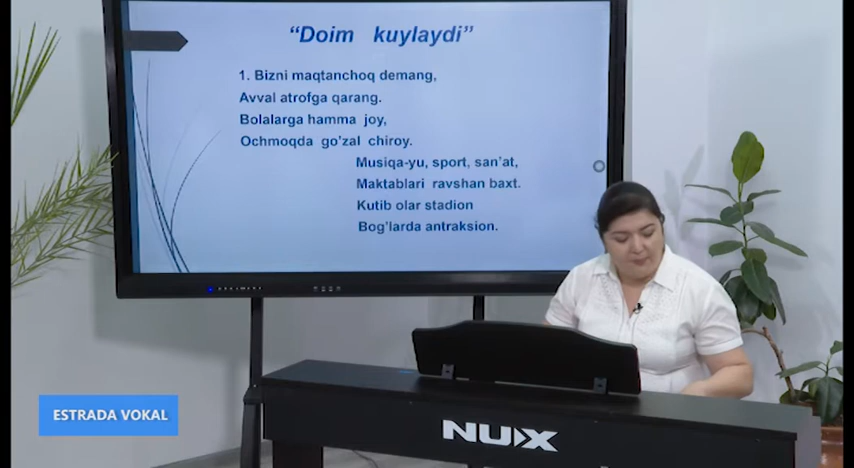 “Doim kuylaydi”
1. Bizni maqtanchoq demang,
Avval atrofga qarang.
Bolalarga hamma joy,
Ochmoqda go’zal chiroy.
Musiqa-yu, sport, san’at,
Maktablari ravshan baxt.
Kutib olar stadion
Bog’larda antraksion.
ESTRADA VOKAL
NUX